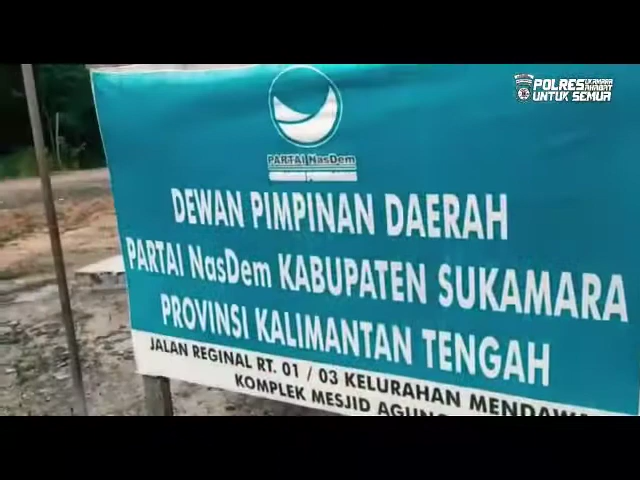 POLRES SUKAMARA
UNTUK SEMUA
PARTAI NasDem
DEWAN PIMPINAN DAERAH
PARTAI NasDem KABUPATEN SUKAMARA
PROVINSI KALIMANTAN TENGAH
JALAN REGINAL RT. 01 / 03 KELURAHAN
KOMPLEK MESJID AGUNG